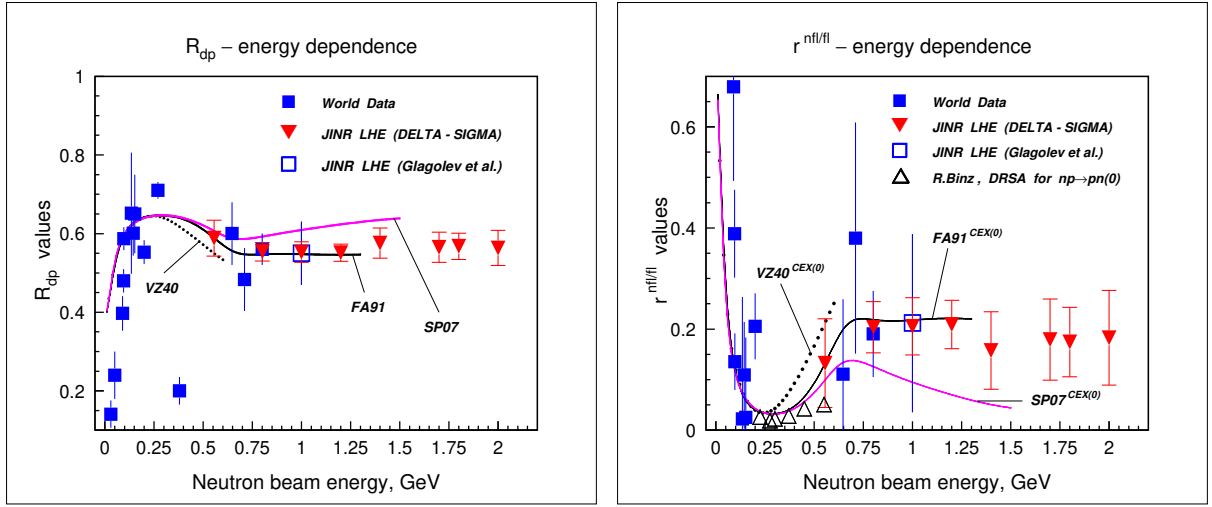 R_dp – energy dependence
R_dp values
1
0.8
0.6
0.4
0.2
World Data
JINR LHE (DELTA - SIGMA)
JINR LHE (Glagolev et al.)
VZ40
FA91
SP07
0 0.25 0.5 0.75 1 1.25 1.5 1.75 2
Neutron beam energy, GeV
r^nfl/fl – energy dependence
r^nfl/fl values
0.6
0.4
0.2
0
World Data
JINR LHE (DELTA - SIGMA)
JINR LHE (Glagolev et al.)
R.Binz , DRSA for np→pn(0)
FA91^CEX(0)
VZ40^CEX(0)
SP07^CEX(0)
0 0.25 0.5 0.75 1 1.25 1.5 1.75 2
Neutron beam energy, GeV